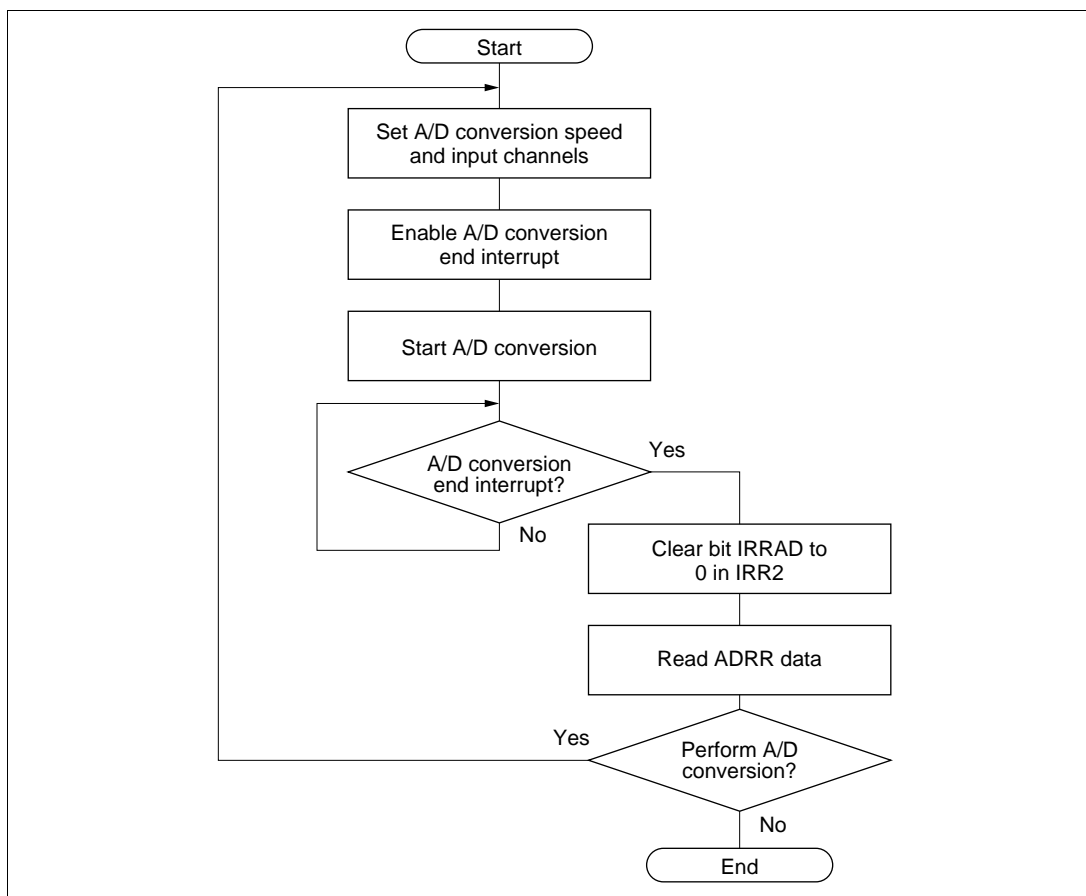 Start
Set A/D conversion speed
and input channels
Enable A/D conversion
end interrupt
Start A/D conversion
A/D conversion
end interrupt?
Yes
No
Clear bit IRRAD to
0 in IRR2
Read ADRR data
Perform A/D
conversion?
Yes
No
End